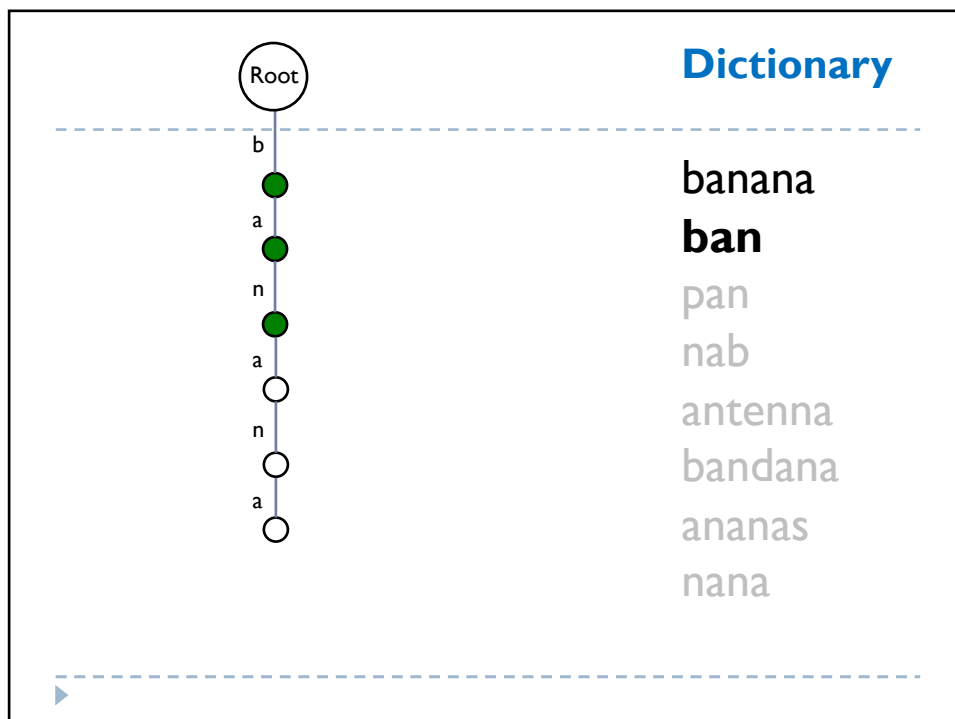 Root
b
a
n
a
n
a
Dictionary
banana
ban
pan
nab
antenna
bandana
ananas
nana